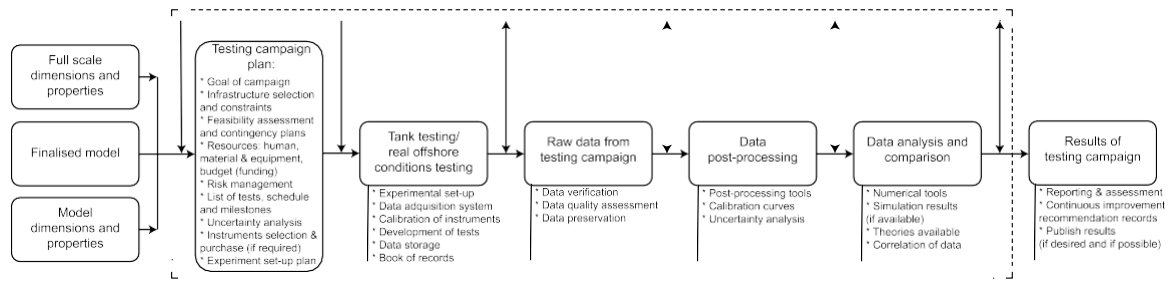 Full scale
dimensions and
properties
Finalised model
Model
dimensions and
properties
Testing campaign
plan:
* Goal of campaign
* Infrastructure selection
and constraints
* Feasibility assessment
and contingency plans
* Resources: human,
material & equipment,
budget (funding)
* Risk management
* List of tests, schedule
and milestones
* Uncertainty analysis
* Instruments selection &
purchase (if required)
* Experiment set-up plan
Tank testing/
real offshore
conditions testing
* Experimental set-up
* Data adquisition system
* Calibration of instruments
* Development of tests
* Data storage
* Book of records
Raw data from
testing campaign
* Data verification
* Data quality assessment
* Data preservation
Data
post-processing
* Post-processing tools
* Calibration curves
* Uncertainty analysis
Data analysis and
comparison
* Numerical tools
* Simulation results
(if available)
* Theories available
* Correlation of data
Results of
testing campaign
* Reporting & assessment
* Continuous improvement
recommendation records
* Publish results
(if desired and if possible)